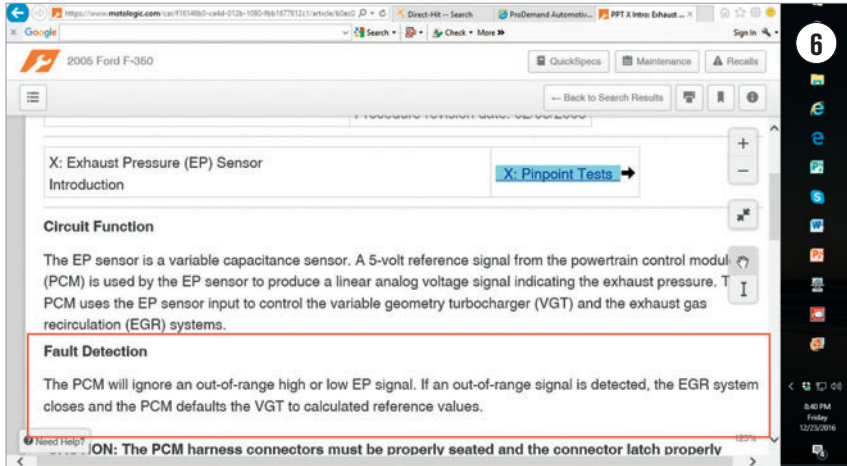 https://www.motologic.com/car/f16146b0-ce4d-012b-1080-fbb1677812c1/article/b0ec0
Direct-Hit -- Search
ProDemand Automotiv...
PPT X Intro: Exhaust ...
x Google
Search
Check
More >>
Sign In
6
2005 Ford F-350
QuickSpecs
Maintenance
Recalls
Back to Search Results
Procedure revision date:
X: Exhaust Pressure (EP) Sensor
Introduction
X: Pinpoint Tests
Circuit Function
The EP sensor is a variable capacitance sensor. A 5-volt reference signal from the powertrain control modul
(PCM) is used by the EP sensor to produce a linear analog voltage signal indicating the exhaust pressure. T
PCM uses the EP sensor input to control the variable geometry turbocharger (VGT) and the exhaust gas
recirculation (EGR) systems.
Fault Detection
The PCM will ignore an out-of-range high or low EP signal. If an out-of-range signal is detected, the EGR system
closes and the PCM defaults the VGT to calculated reference values.
Need Help?
ION: The PCM harness connectors must be properly seated and the connector latch properly
125%
8:40 PM
Friday
12/23/2016